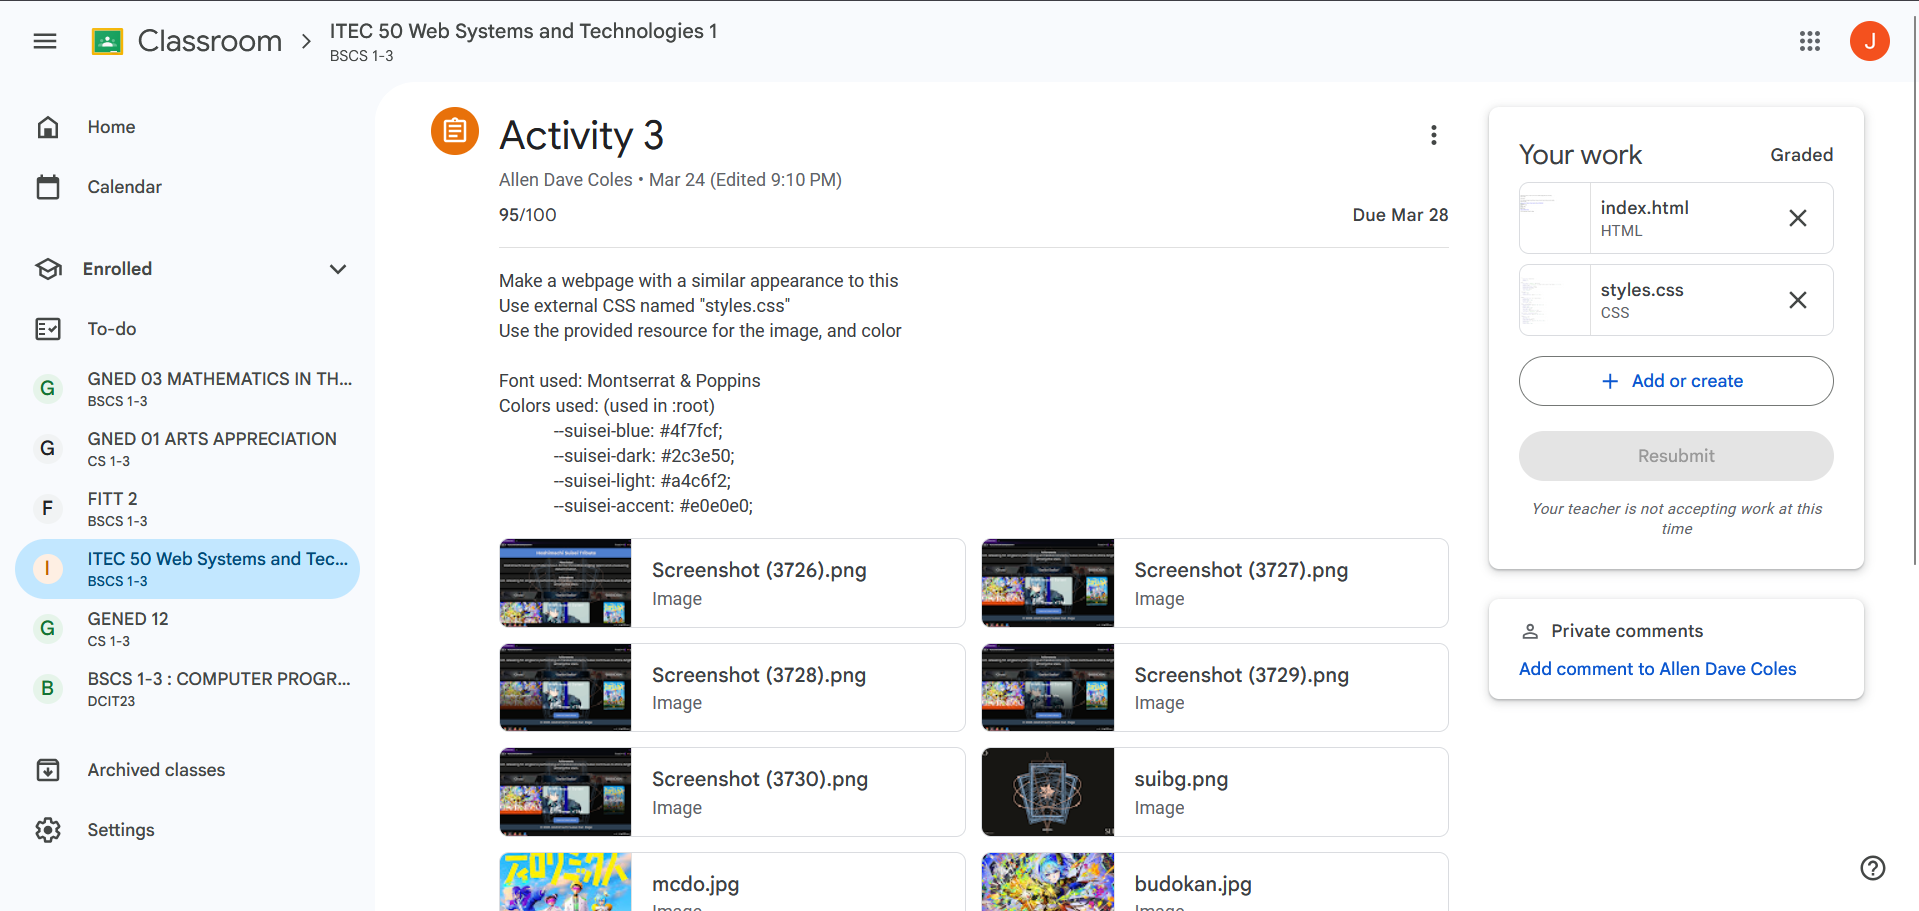 Classroom
ITEC 50 Web Systems and Technologies 1
BSCS 1-3
J
Home
Calendar
Enrolled
To-do
G
GNED 03 MATHEMATICS IN TH...
BSCS 1-3
G
GNED 01 ARTS APPRECIATION
CS 1-3
F
FITT 2
BSCS 1-3
I
ITEC 50 Web Systems and Tec...
BSCS 1-3
G
GENED 12
CS 1-3
B
BSCS 1-3 : COMPUTER PROGR...
DCIT23
Archived classes
Settings
Activity 3
Allen Dave Coles • Mar 24 (Edited 9:10 PM)
95/100
Due Mar 28
Make a webpage with a similar appearance to this
Use external CSS named "styles.css"
Use the provided resource for the image, and color
Font used: Montserrat & Poppins
Colors used: (used in :root)
--suisei-blue: #4f7fcf;
--suisei-dark: #2c3e50;
--suisei-light: #a4c6f2;
--suisei-accent: #e0e0e0;
Screenshot (3726).png
Image
Screenshot (3727).png
Image
Screenshot (3728).png
Image
Screenshot (3729).png
Image
Screenshot (3730).png
Image
suibg.png
Image
mcdo.jpg
Image
budokan.jpg
Image
Your work
Graded
index.html
HTML
styles.css
CSS
Add or create
Resubmit
Your teacher is not accepting work at this
time
Private comments
Add comment to Allen Dave Coles